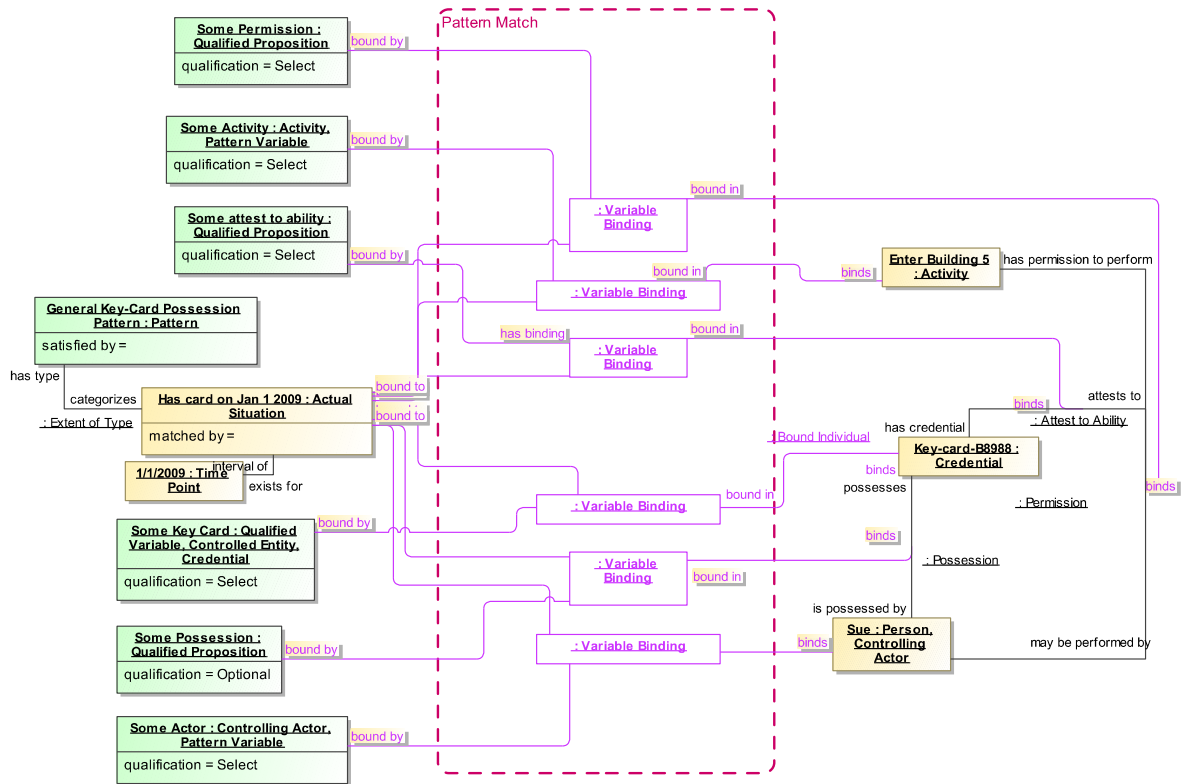 Pattern Match
Some Permission :
Qualified Proposition
qualification = Select
bound by
Some Activity : Activity,
Pattern Variable
qualification = Select
bound by
Some attest to ability :
Qualified Proposition
qualification = Select
bound by
: Variable
Binding
bound in
: Variable Binding
bound in
binds
Enter Building 5
: Activity
has permission to perform
has binding
: Variable
Binding
bound in
General Key-Card Possession
Pattern : Pattern
satisfied by =
has type
categorizes
: Extent of Type
Has card on Jan 1 2009 : Actual
Situation
matched by =
bound to
bound to
interval of
exists for
1/1/2009 : Time
Point
attests to
binds
: Attest to Ability
has credential
: Bound Individual
Key-card-B8988 :
Credential
binds
possesses
binds
: Permission
: Variable Binding
bound in
Some Key Card : Qualified
Variable, Controlled Entity,
Credential
qualification = Select
bound by
: Variable
Binding
bound in
binds
: Possession
is possessed by
Some Possession :
Qualified Proposition
qualification = Optional
bound by
: Variable Binding
binds
Sue : Person,
Controlling
Actor
may be performed by
Some Actor : Controlling Actor,
Pattern Variable
qualification = Select
bound by